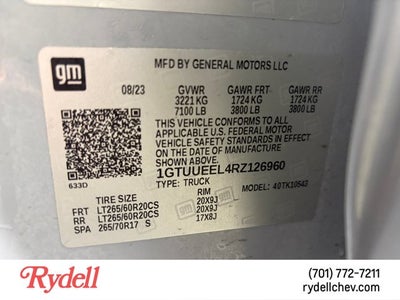 gm
MFD BY GENERAL MOTORS LLC
08/23 GVWR GAWR FRT GAWR RR
3221 KG 1724 KG 1724 KG
7100 LB 3800 LB 3800 LB
THIS VEHICLE CONFORMS TO ALL
APPLICABLE U.S. FEDERAL MOTOR
VEHICLE SAFETY STANDARDS IN
EFFECT ON THE DATE OF
MANUFACTURE SHOWN ABOVE.
1GTUUEEL4RZ126960
633D
TYPE: TRUCK MODEL: 40TK10543
TIRE SIZE RIM
FRT LT265/60R20CS 20X9J
RR LT265/60R20CS 20X9J
SPA 265/70R17 S 17X8J
Rydell
(701) 772-7211
rydellchev.com